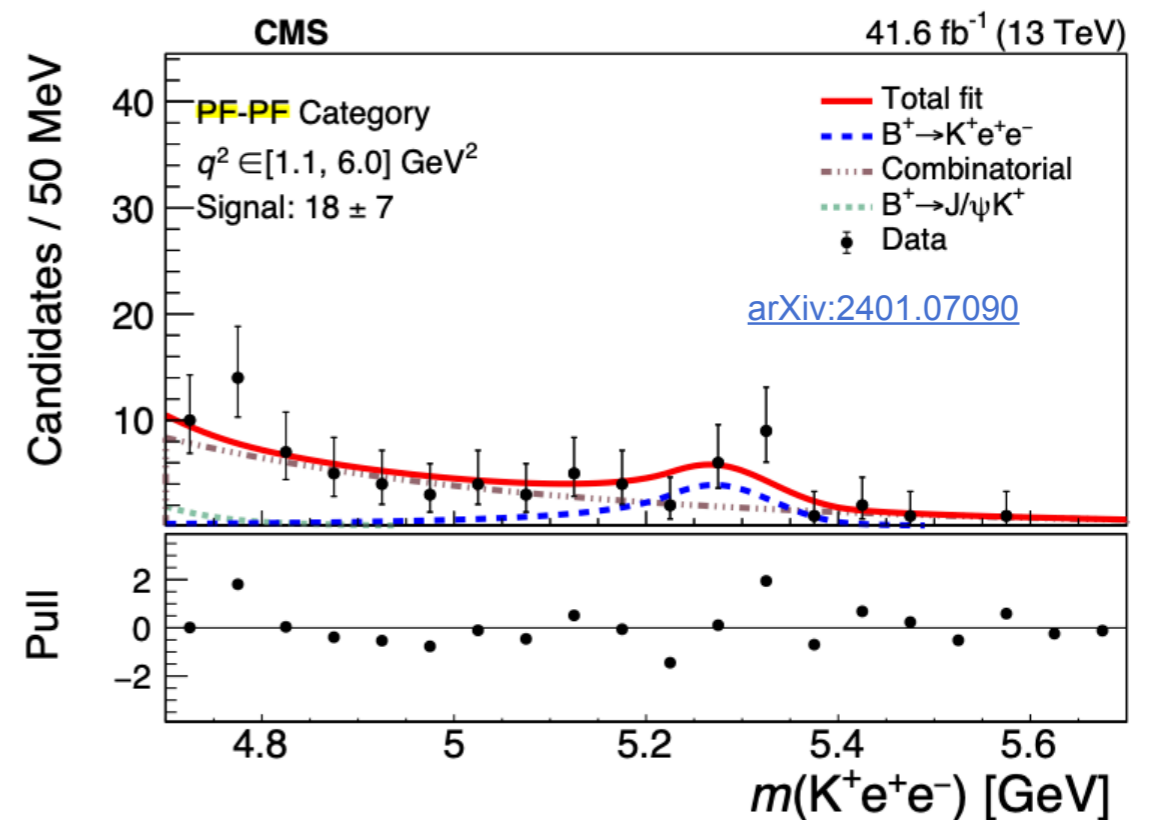 CMS
41.6 fb⁻¹ (13 TeV)
Candidates / 50 MeV
40
30
20
10
PF-PF Category
q² ∈[1.1, 6.0] GeV²
Signal: 18 ± 7
Total fit
B⁺→K⁺e⁺e⁻
Combinatorial
B⁺→J/ψK⁺
Data
arXiv:2401.07090
Pull
2
0
−2
4.8 5 5.2 5.4 5.6
m(K⁺e⁺e⁻) [GeV]